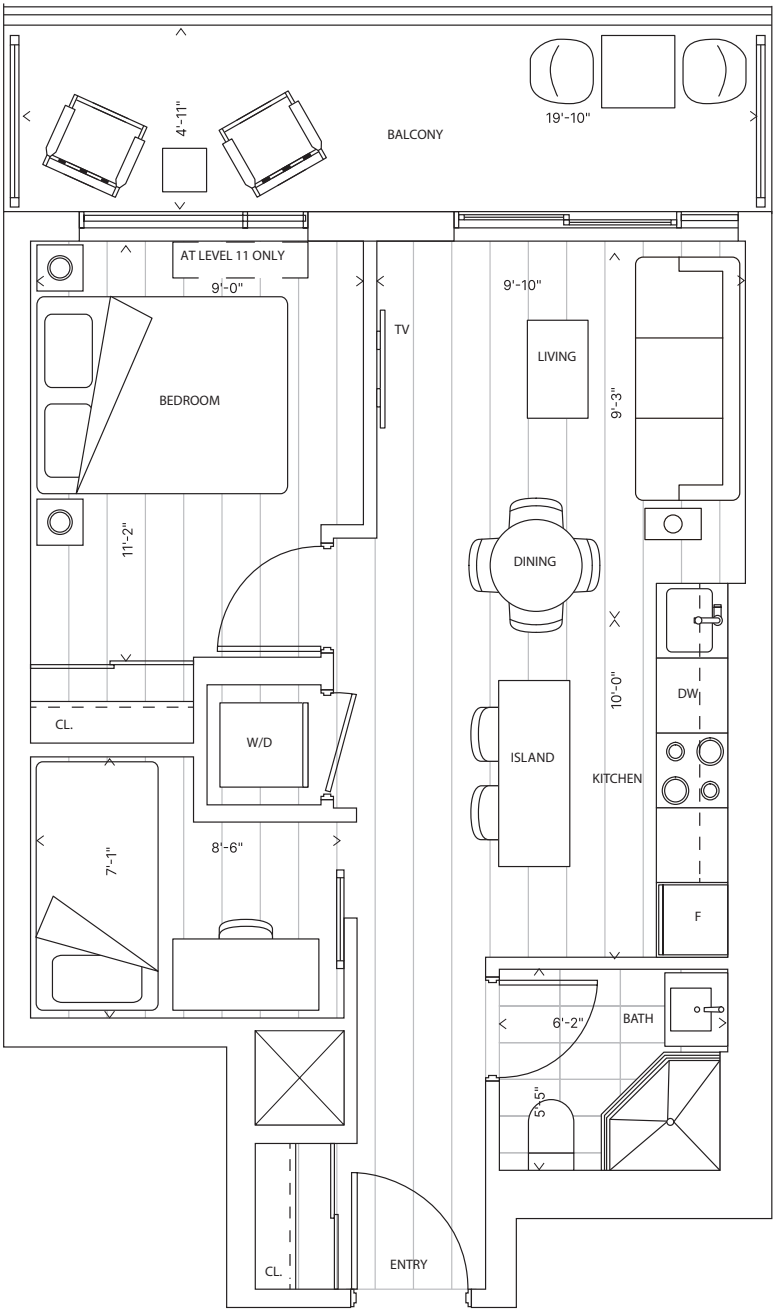 4'-11"
19'-10"
BALCONY
AT LEVEL 11 ONLY
9'-0"
9'-10"
TV
LIVING
BEDROOM
9'-3"
11'-2"
DINING
10'-0"
DW
CL.
W/D
ISLAND
KITCHEN
8'-6"
7'-1"
F
6'-2"
BATH
5'-5"
ENTRY
CL.